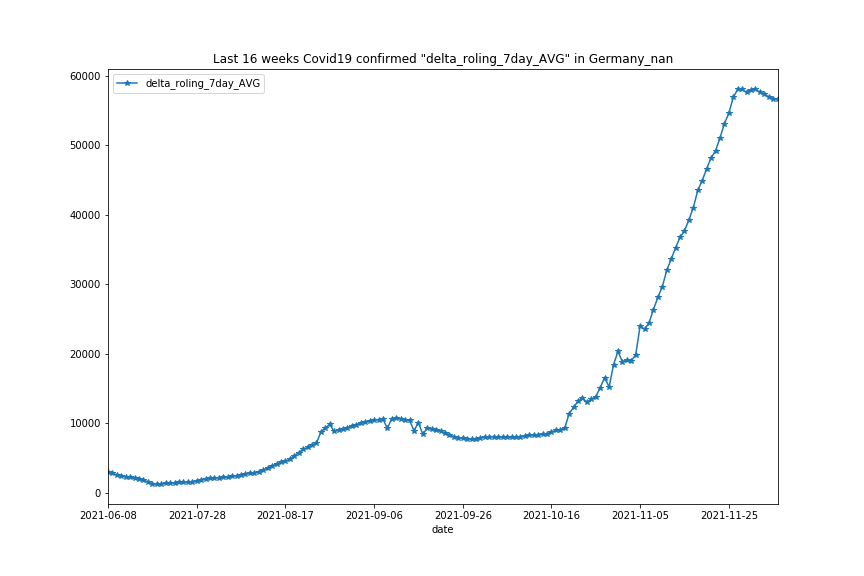 Last 16 weeks Covid19 confirmed "delta_roling_7day_AVG" in Germany_nan
delta_roling_7day_AVG
60000
50000
40000
30000
20000
10000
0
2021-06-08 2021-07-28 2021-08-17 2021-09-06 2021-09-26 2021-10-16 2021-11-05 2021-11-25
date